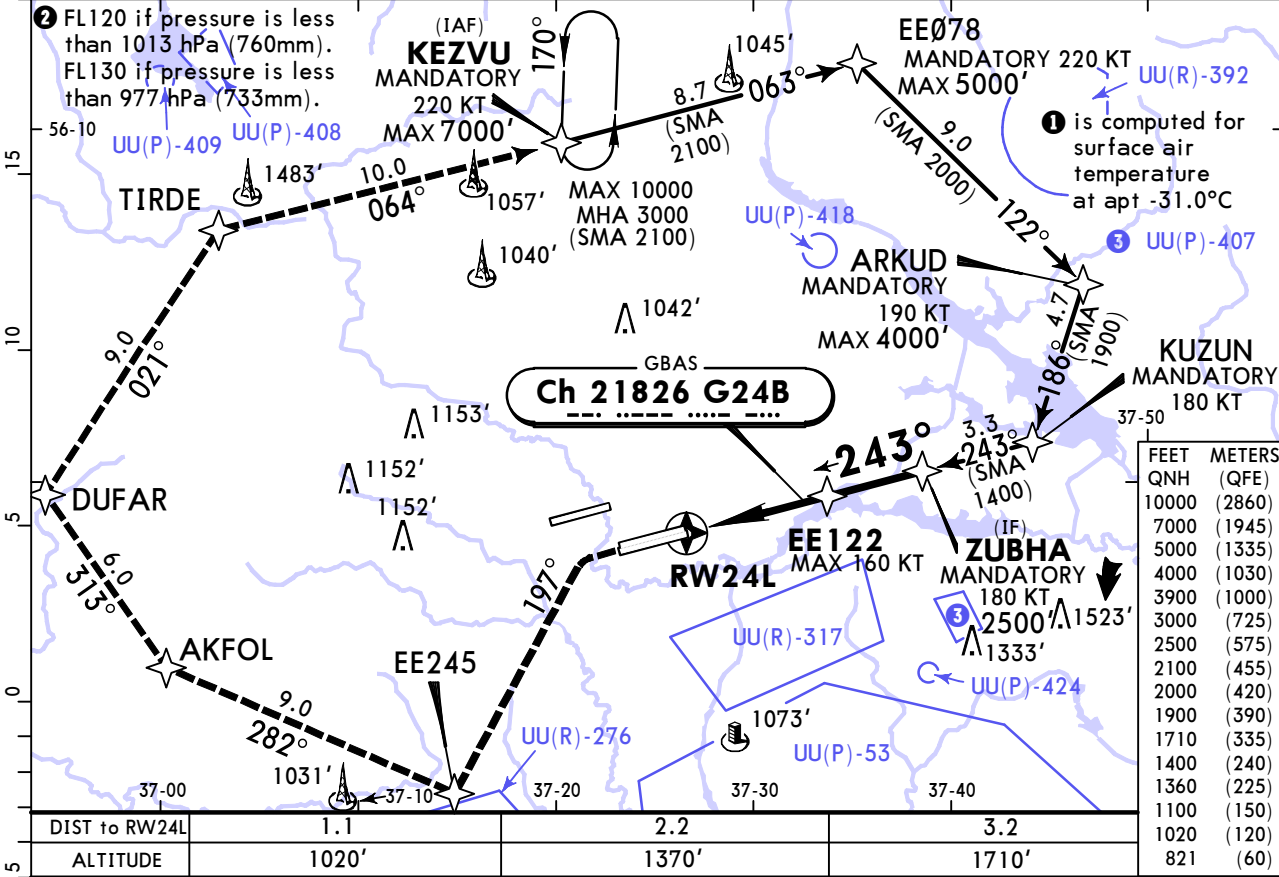 ❷ FL120 if pressure is less
than 1013 hPa (760mm).
FL130 if pressure is less
than 977 hPa (733mm).
UU(P)-409
UU(P)-408
56-10
15
(IAF)
KEZVU
MANDATORY
220 KT
MAX 7000'
170°
1045'
8.7
063°
(SMA
2100)
EEØ78
MANDATORY 220 KT
MAX 5000'
UU(R)-392
❶ is computed for
surface air
temperature
at apt -31.0°C
9.0
(SMA 2000)
122°
TIRDE
1483'
10.0
064°
1057'
MAX 10000
MHA 3000
(SMA 2100)
1040'
UU(P)-418
❸ UU(P)-407
ARKUD
MANDATORY
190 KT
MAX 4000'
1042'
4.7
186°
(SMA
1900)
10
9.0
021°
GBAS
Ch 21826 G24B
KUZUN
MANDATORY
180 KT
37-50
1153'
1152'
1152'
243°
3.3
243°
(SMA
1400)
DUFAR
5
EE122
MAX 160 KT
(IF)
ZUBHA
MANDATORY
180 KT
2500'
❸
1523'
1333'
RW24L
197°
UU(R)-317
UU(P)-424
6.0
313°
AKFOL
EE245
0
9.0
282°
1073'
UU(P)-53
UU(R)-276
1031'
37-00
37-10
37-20
37-30
37-40
FEET METERS
QNH (QFE)
10000 (2860)
7000 (1945)
5000 (1335)
4000 (1030)
3900 (1000)
3000 (725)
2500 (575)
2100 (455)
2000 (420)
1900 (390)
1710 (335)
1400 (240)
1360 (225)
1100 (150)
1020 (120)
821 (60)
DIST to RW24L 1.1 2.2 3.2
ALTITUDE 1020' 1370' 1710'
5